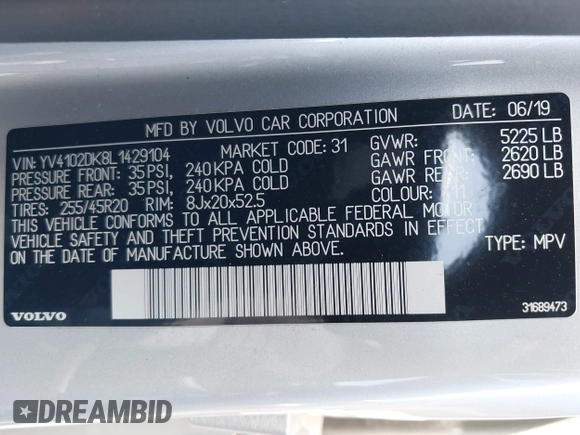 MFD BY VOLVO CAR CORPORATION DATE: 06/19
VIN: YV4102DK8L1429104 MARKET CODE: 31 GVWR: 5225 LB
PRESSURE FRONT: 35PSI, 240KPA COLD GAWR FRONT: 2620 LB
PRESSURE REAR: 35PSI, 240KPA COLD GAWR REAR: 2690 LB
TIRES: 255/45R20 RIM: 8Jx20x52.5 COLOUR:
THIS VEHICLE CONFORMS TO ALL APPLICABLE FEDERAL MOTOR
VEHICLE SAFETY AND THEFT PREVENTION STANDARDS IN EFFECT
ON THE DATE OF MANUFACTURE SHOWN ABOVE. TYPE: MPV
VOLVO 31689473
DREAMBID